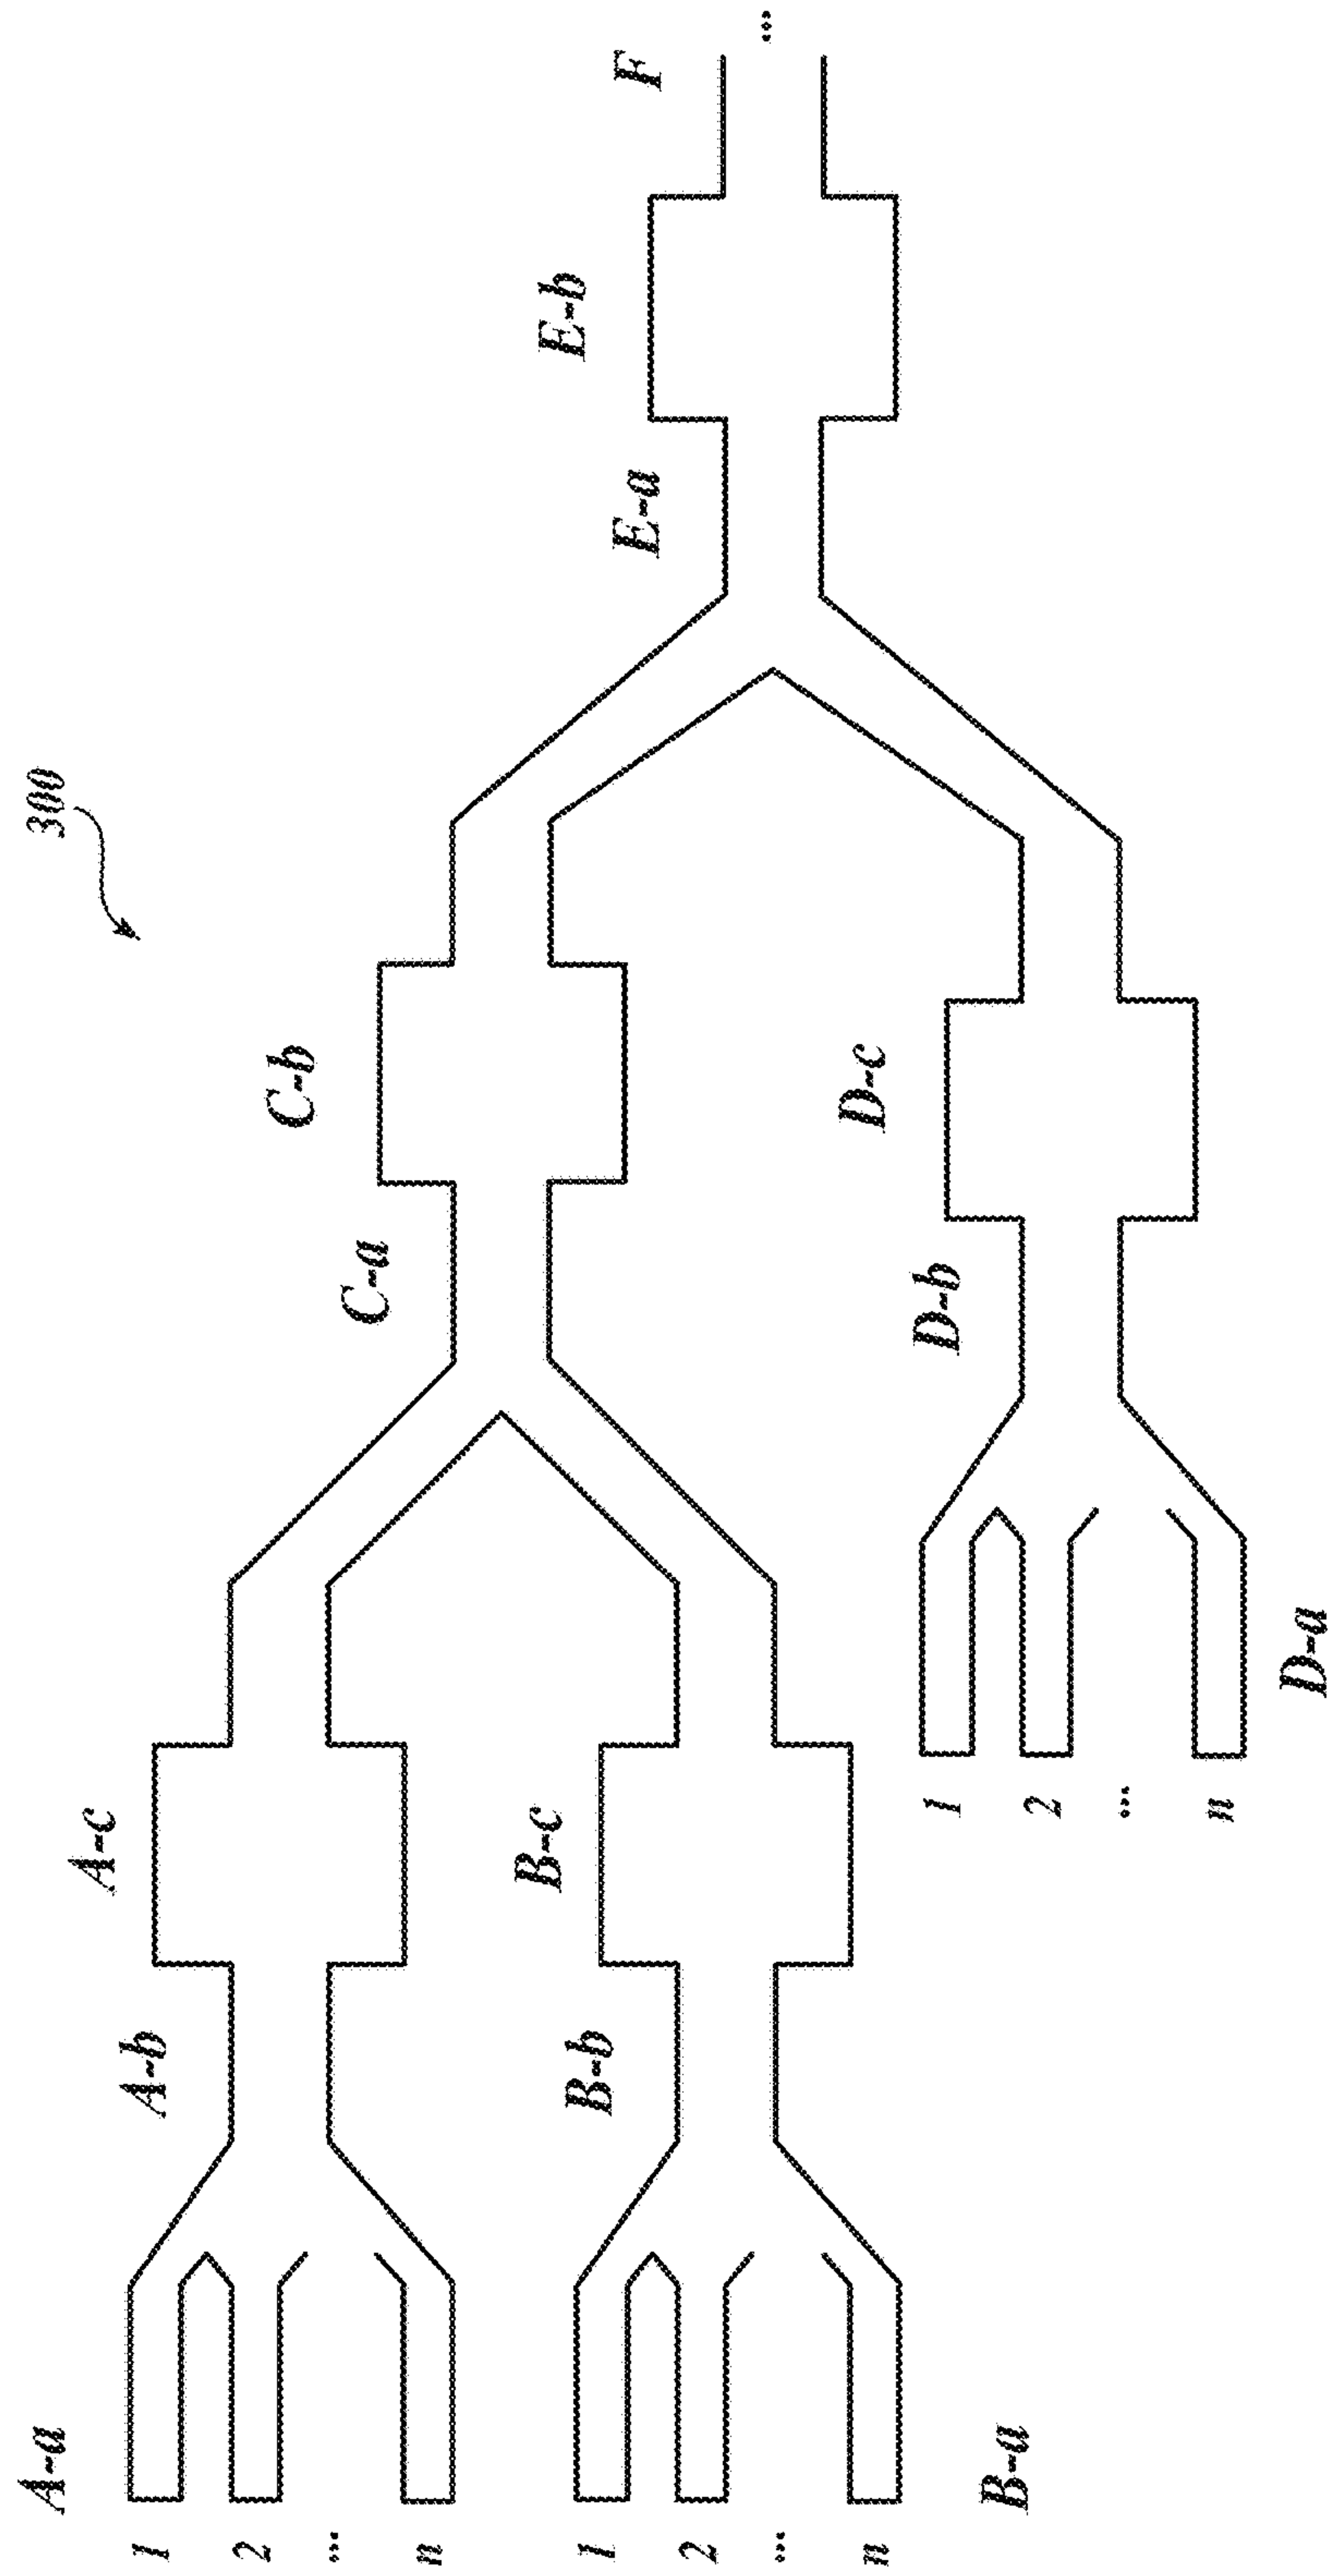 300
A-a
1
2
...
n
A-b
A-c
B-a
1
2
...
n
B-b
B-c
C-a
C-b
D-a
1
2
...
n
D-b
D-c
E-a
E-b
F
...